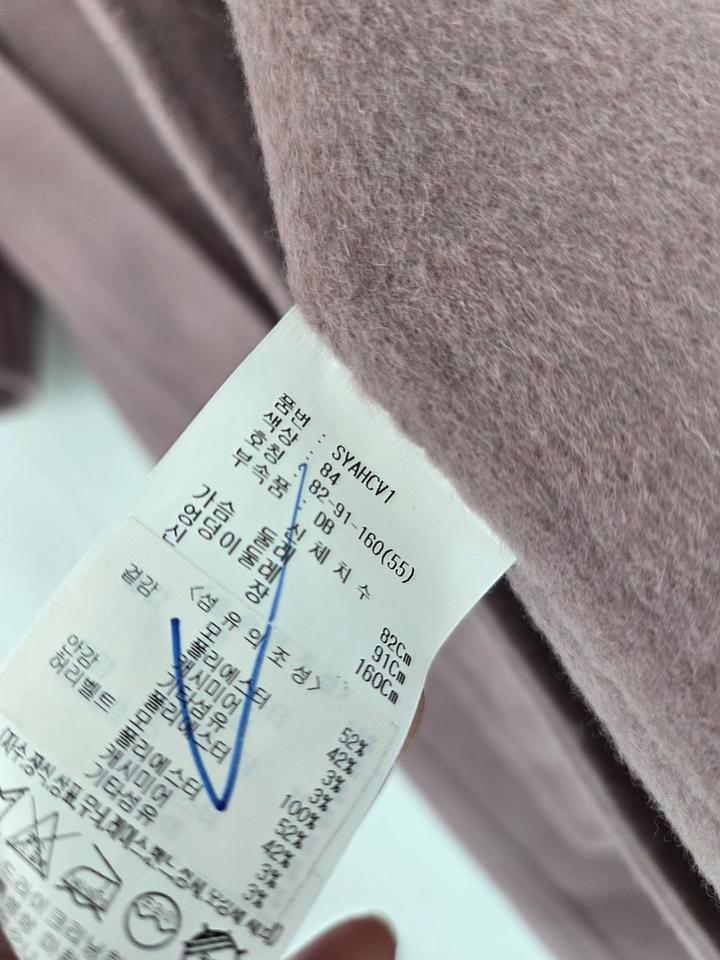 품번 : SYAHCV1
색상 : 84
호칭 : 82-91-160(55)
부속품 : DB
신 체 치 수
가슴 둘레 82Cm
엉덩이둘레 91Cm
신 장 160Cm
<섬 유 의 조 성>
겉감 모 52%
폴리에스터 42%
캐시미어 3%
기타섬유 3%
안감 폴리에스터 100%
허리벨트 모 52%
폴리에스터 42%
캐시미어 3%
기타섬유 3%